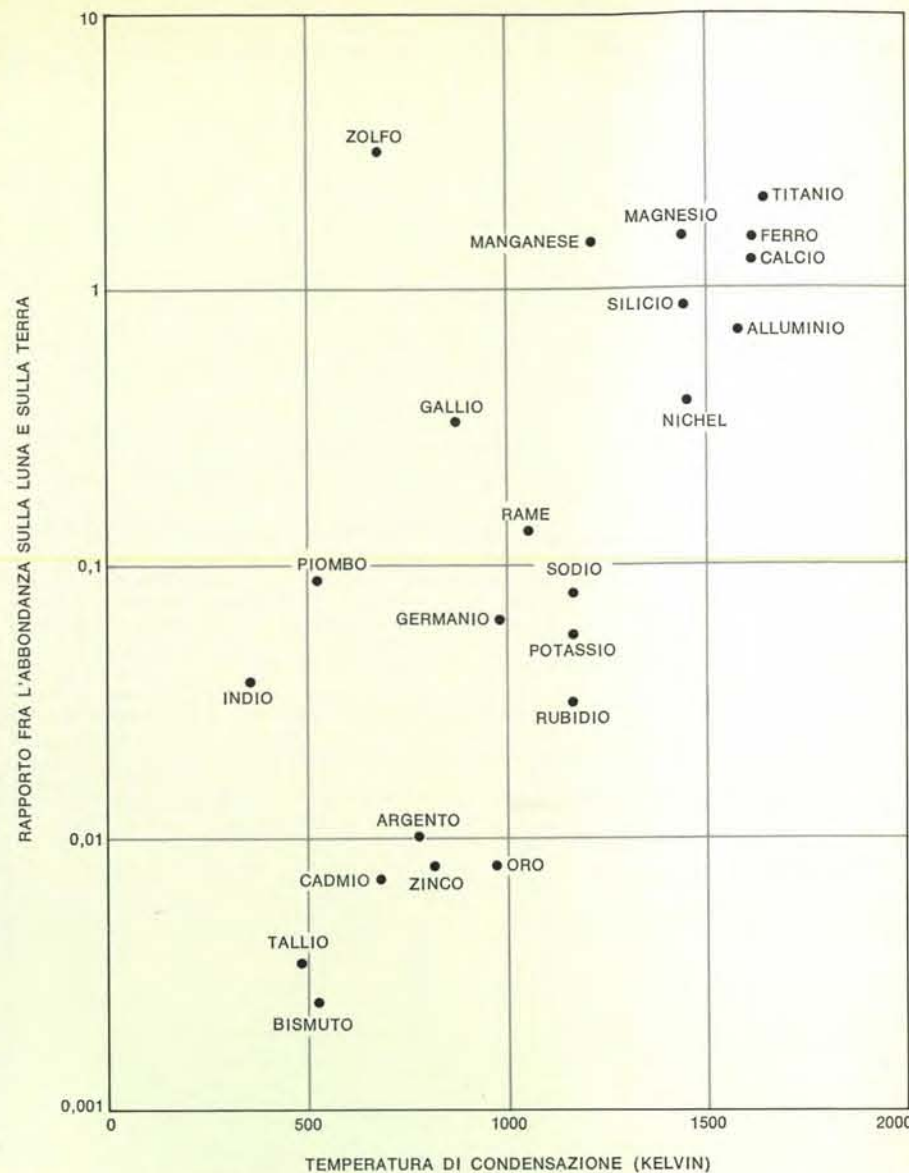 10
ZOLFO
TITANIO
MAGNESIO
MANGANESE
FERRO
CALCIO
1
SILICIO
ALLUMINIO
GALLIO
NICHEL
RAME
0,1
PIOMBO
SODIO
GERMANIO
POTASSIO
INDIO
RUBIDIO
ARGENTO
0,01
CADMIO
ZINCO
ORO
TALLIO
BISMUTO
0,001
0
500
1000
1500
2000
RAPPORTO FRA L'ABBONDANZA SULLA LUNA E SULLA TERRA
TEMPERATURA DI CONDENSAZIONE (KELVIN)